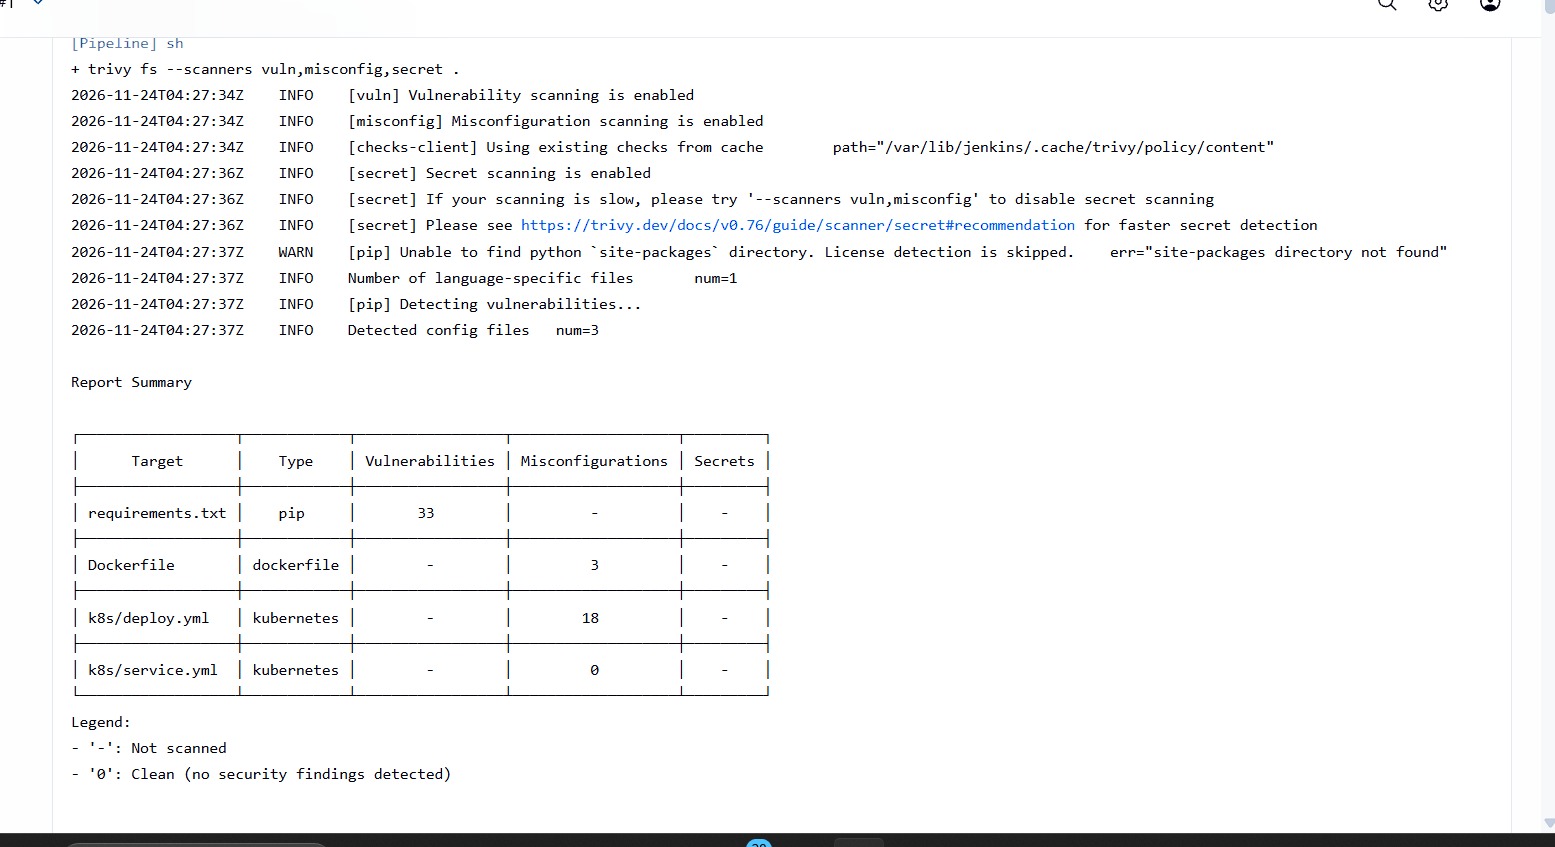 #1
[Pipeline] sh
+ trivy fs --scanners vuln,misconfig,secret .
2026-11-24T04:27:34Z    INFO    [vuln] Vulnerability scanning is enabled
2026-11-24T04:27:34Z    INFO    [misconfig] Misconfiguration scanning is enabled
2026-11-24T04:27:34Z    INFO    [checks-client] Using existing checks from cache    path="/var/lib/jenkins/.cache/trivy/policy/content"
2026-11-24T04:27:36Z    INFO    [secret] Secret scanning is enabled
2026-11-24T04:27:36Z    INFO    [secret] If your scanning is slow, please try '--scanners vuln,misconfig' to disable secret scanning
2026-11-24T04:27:36Z    INFO    [secret] Please see https://trivy.dev/docs/v0.76/guide/scanner/secret#recommendation for faster secret detection
2026-11-24T04:27:37Z    WARN    [pip] Unable to find python `site-packages` directory. License detection is skipped.    err="site-packages directory not found"
2026-11-24T04:27:37Z    INFO    Number of language-specific files    num=1
2026-11-24T04:27:37Z    INFO    [pip] Detecting vulnerabilities...
2026-11-24T04:27:37Z    INFO    Detected config files    num=3
Report Summary
Target | Type | Vulnerabilities | Misconfigurations | Secrets
requirements.txt | pip | 33 | - | -
Dockerfile | dockerfile | - | 3 | -
k8s/deploy.yml | kubernetes | - | 18 | -
k8s/service.yml | kubernetes | - | 0 | -
Legend:
- '-': Not scanned
- '0': Clean (no security findings detected)